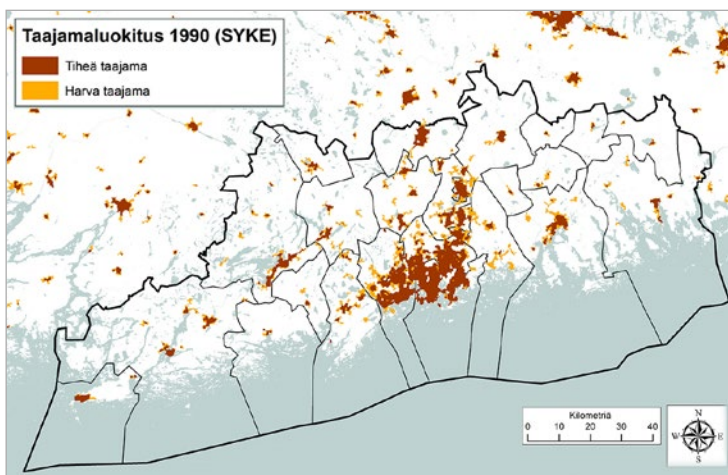 Taajamaluokitus 1990 (SYKE)
Tiheä taajama
Harva taajama
Kilometriä
0 10 20 30 40
N
W E
S